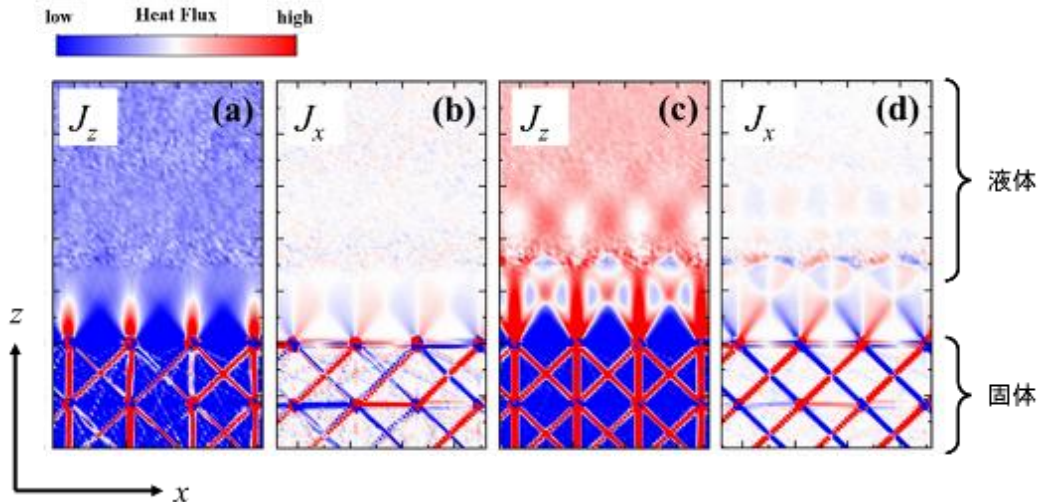 low Heat Flux high
J_z (a)
J_x (b)
J_z (c)
J_x (d)
液体
固体
z
x